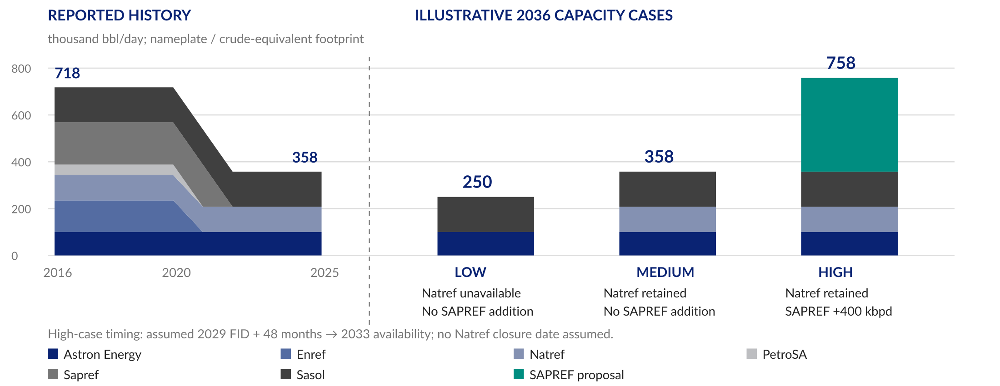 REPORTED HISTORY
thousand bbl/day; nameplate / crude-equivalent footprint
800
600
400
200
0
718
358
2016 2020 2025
ILLUSTRATIVE 2036 CAPACITY CASES
250
358
758
LOW
Natref unavailable
No SAPREF addition
MEDIUM
Natref retained
No SAPREF addition
HIGH
Natref retained
SAPREF +400 kbpd
High-case timing: assumed 2029 FID + 48 months → 2033 availability; no Natref closure date assumed.
Astron Energy Enref Natref PetroSA
Sapref Sasol SAPREF proposal